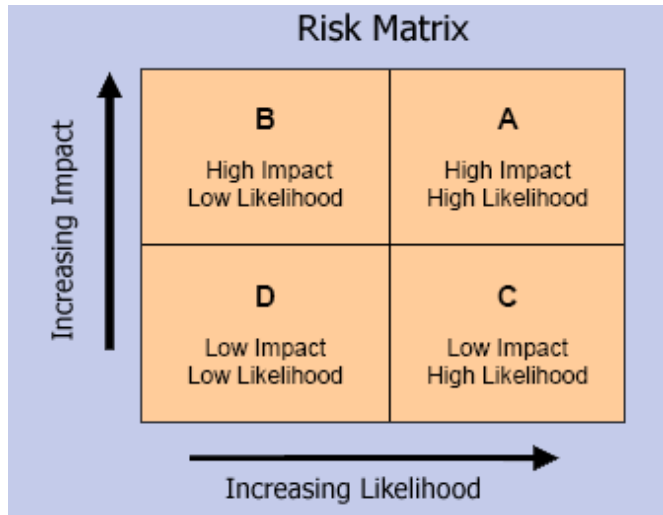 Risk Matrix
Increasing Impact
B
High Impact
Low Likelihood
A
High Impact
High Likelihood
D
Low Impact
Low Likelihood
C
Low Impact
High Likelihood
Increasing Likelihood